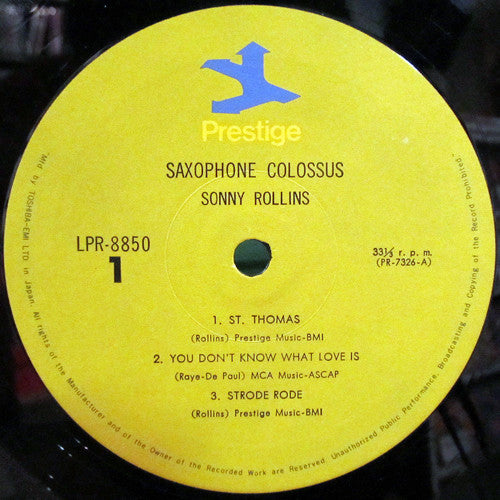 Prestige
SAXOPHONE COLOSSUS
SONNY ROLLINS
LPR-8850
1
33⅓ r. p. m.
(PR-7326-A)
1. ST. THOMAS
(Rollins) Prestige Music-BMI
2. YOU DON'T KNOW WHAT LOVE IS
(Raye-De Paul) MCA Music-ASCAP
3. STRODE RODE
(Rollins) Prestige Music-BMI
Mfd by TOSHIBA-EMI LTD in Japan. All rights of the Manufacturer and of the Owner of the Recorded Work are Reserved. Unauthorized Public Performance, Broadcasting and Copying of the Record Prohibited.